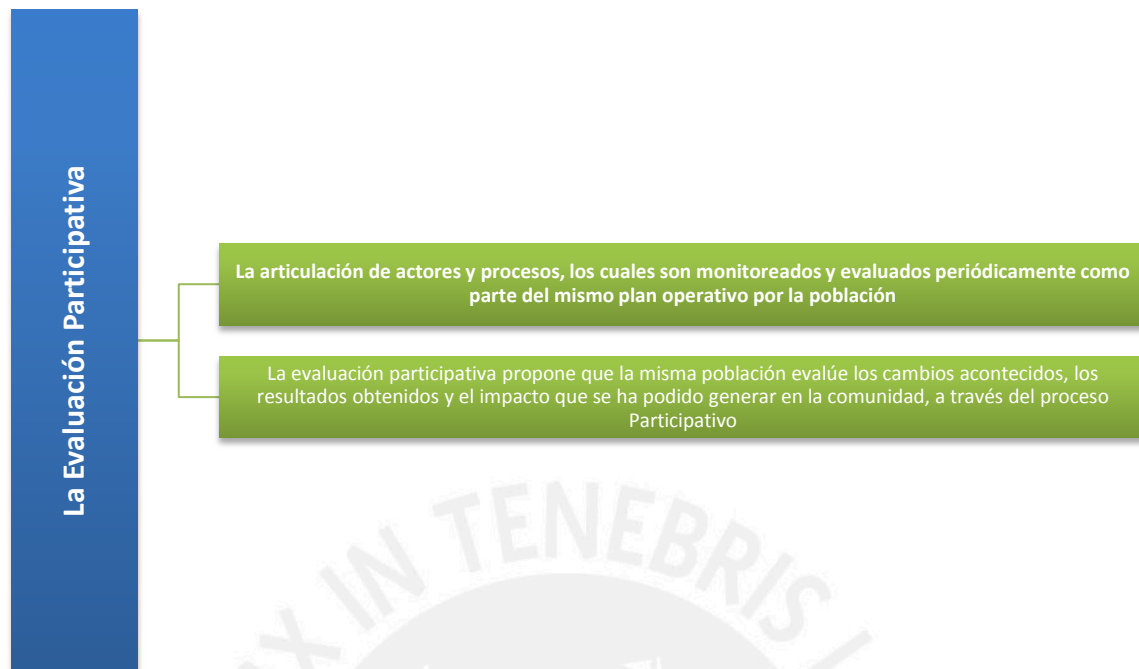 La Evaluación Participativa
La articulación de actores y procesos, los cuales son monitoreados y evaluados periódicamente como
parte del mismo plan operativo por la población
La evaluación participativa propone que la misma población evalúe los cambios acontecidos, los
resultados obtenidos y el impacto que se ha podido generar en la comunidad, a través del proceso
Participativo
IN TENEBRIS